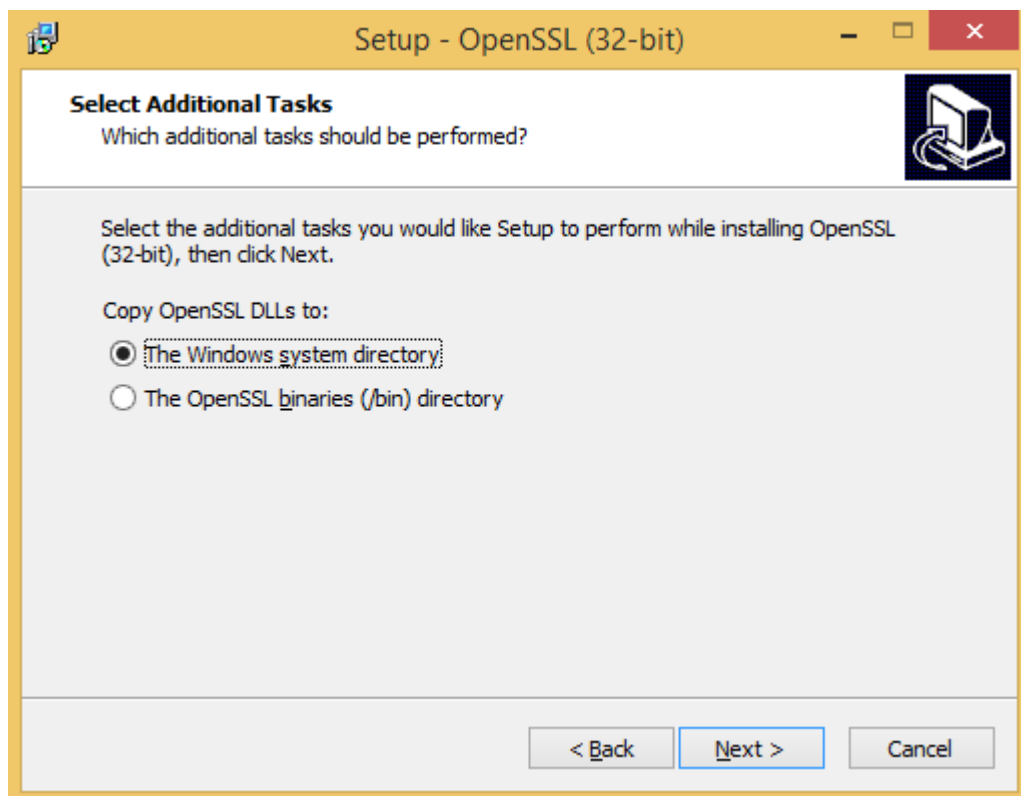 Setup - OpenSSL (32-bit)
Select Additional Tasks
Which additional tasks should be performed?
Select the additional tasks you would like Setup to perform while installing OpenSSL
(32-bit), then click Next.
Copy OpenSSL DLLs to:
The Windows system directory
The OpenSSL binaries (/bin) directory
< Back Next > Cancel